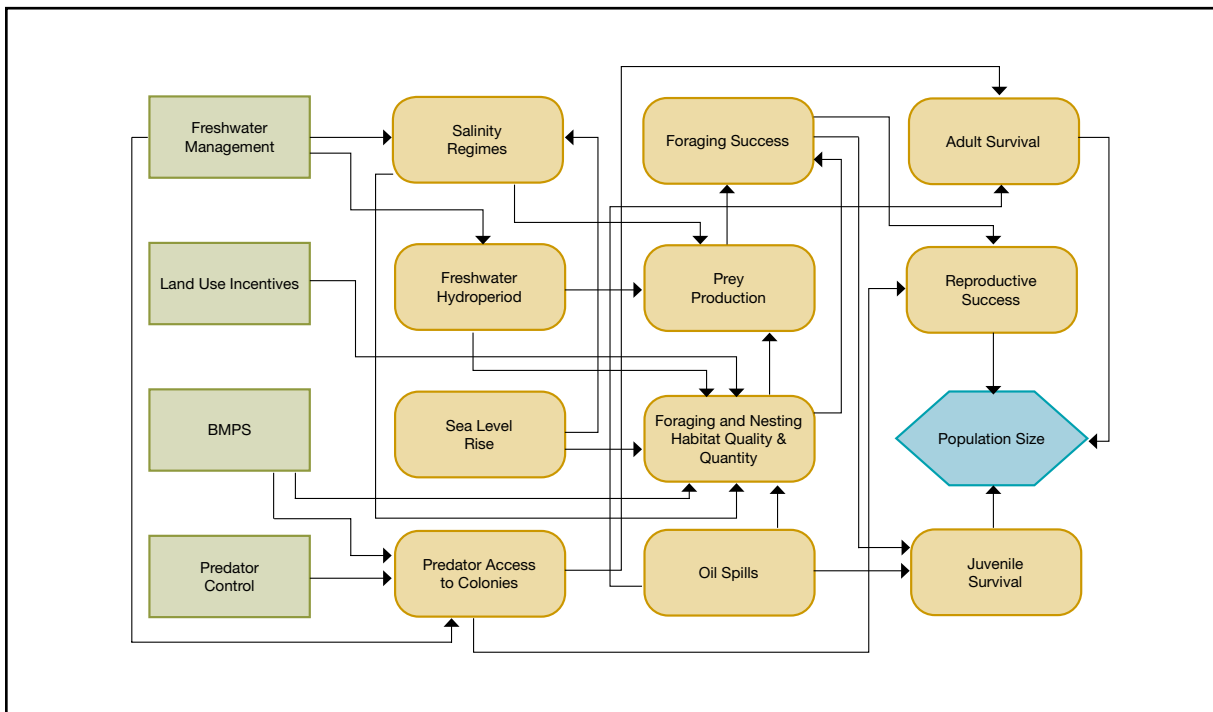 Freshwater
Management
Salinity
Regimes
Foraging Success
Adult Survival
Land Use Incentives
Freshwater
Hydroperiod
Prey
Production
Reproductive
Success
BMPS
Sea Level
Rise
Foraging and Nesting
Habitat Quality &
Quantity
Population Size
Predator
Control
Predator Access
to Colonies
Oil Spills
Juvenile
Survival